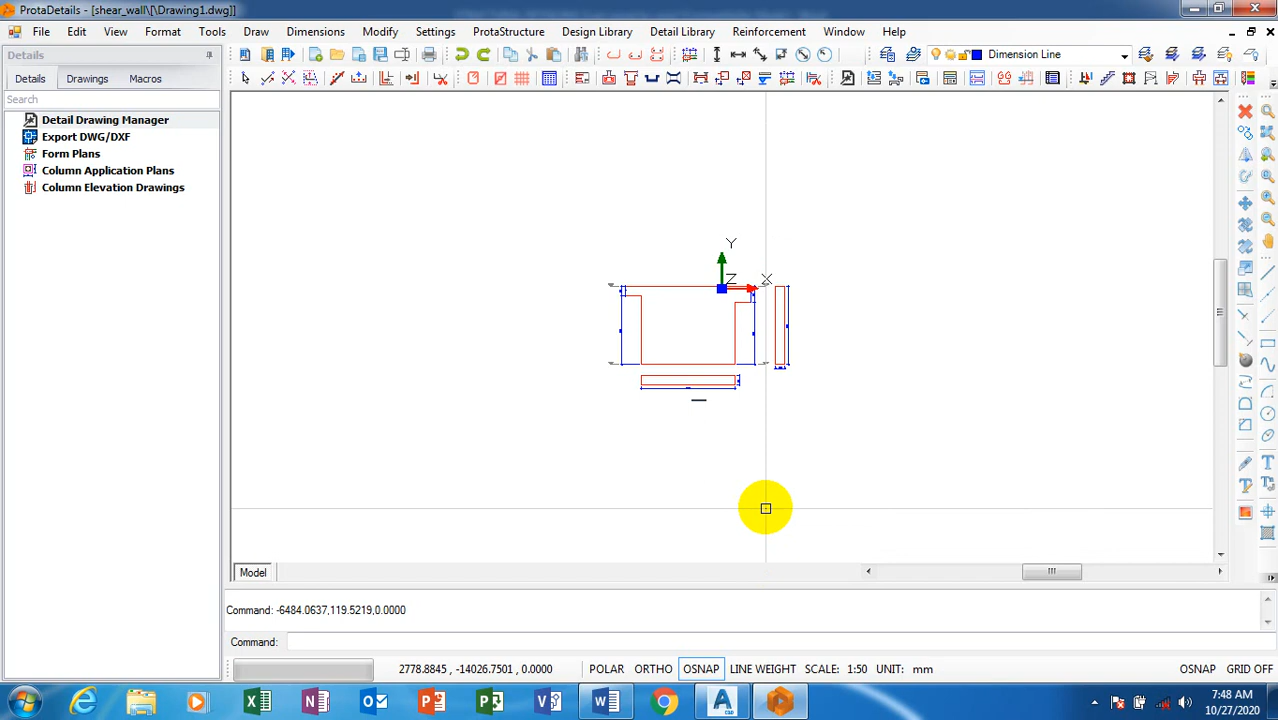 ProtaDetails - [shear_wall\[\Drawing1.dwg]]
File Edit View Format Tools Draw Dimensions Modify Settings ProtaStructure Design Library Detail Library Reinforcement Window Help
Details
Dimension Line
Details Drawings Macros
Search
Detail Drawing Manager
Export DWG/DXF
Form Plans
Column Application Plans
Column Elevation Drawings
Y
Z X
Model
Command: -6484.0637,119.5219,0.0000
Command:
2778.8845 , -14026.7501 , 0.0000 POLAR ORTHO OSNAP LINE WEIGHT SCALE: 1:50 UNIT: mm OSNAP GRID OFF
7:48 AM
10/27/2020